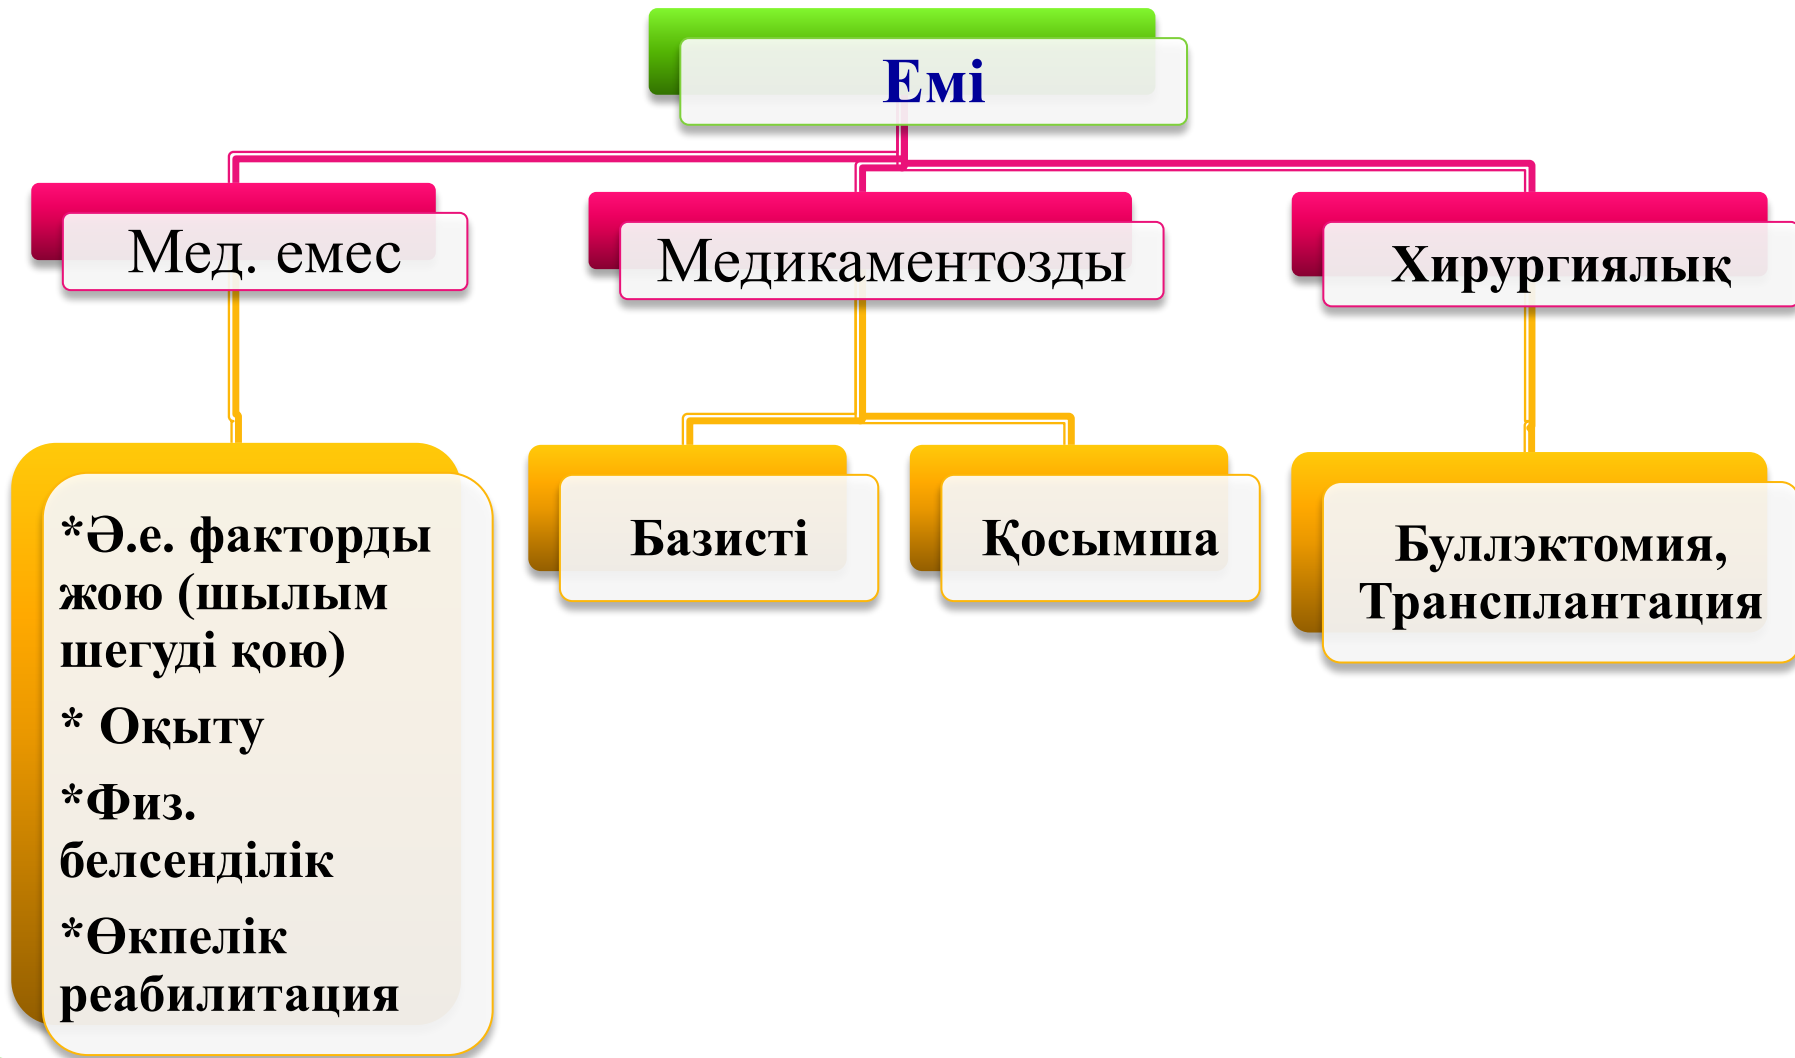 Емі
Мед. емес
Медикаментозды
Хирургиялық
*Ә.е. факторды
жою (шылым
шегуді қою)
* Оқыту
*Физ.
белсенділік
*Өкпелік
реабилитация
Базисті
Қосымша
Буллэктомия,
Трансплантация